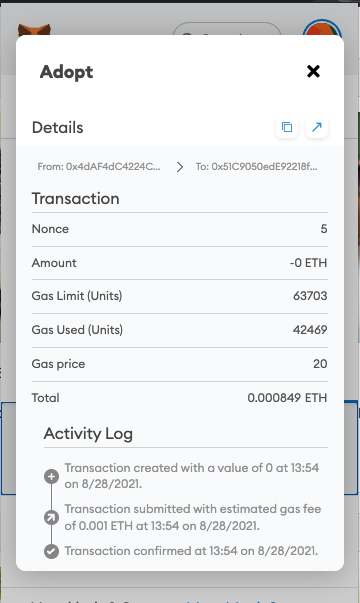 Adopt
Details
From: 0x4dAF4dC4224C... To: 0x51C9050edE92218f...
Transaction
Nonce 5
Amount -0 ETH
Gas Limit (Units) 63703
Gas Used (Units) 42469
Gas price 20
Total 0.000849 ETH
Activity Log
Transaction created with a value of 0 at 13:54
on 8/28/2021.
Transaction submitted with estimated gas fee
of 0.001 ETH at 13:54 on 8/28/2021.
Transaction confirmed at 13:54 on 8/28/2021.